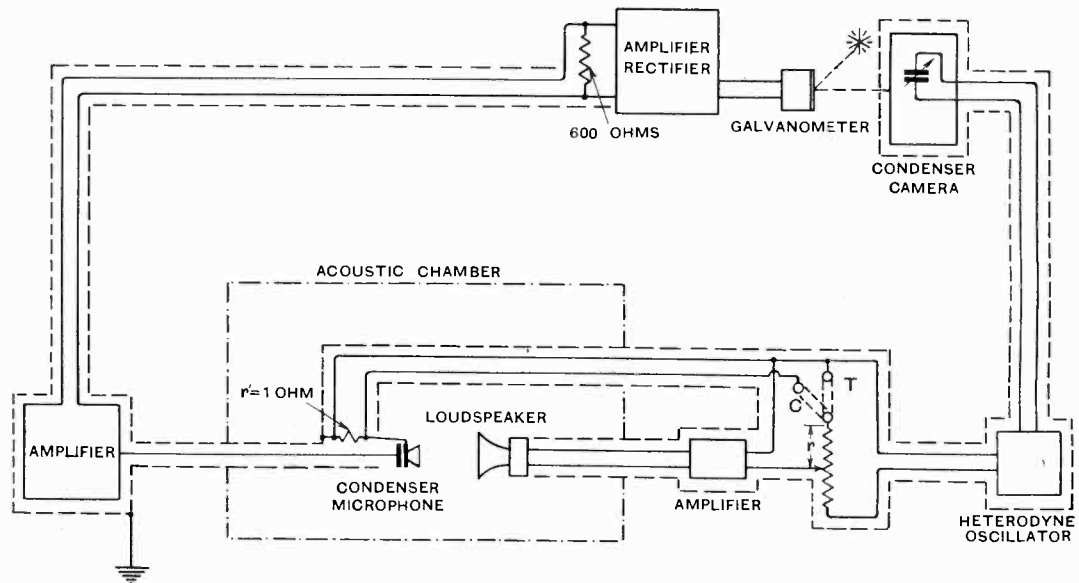 AMPLIFIER
RECTIFIER
600 OHMS
GALVANOMETER
CONDENSER
CAMERA
ACOUSTIC CHAMBER
r'= 1 OHM
LOUDSPEAKER
C
T
r
AMPLIFIER
CONDENSER
MICROPHONE
AMPLIFIER
HETERODYNE
OSCILLATOR